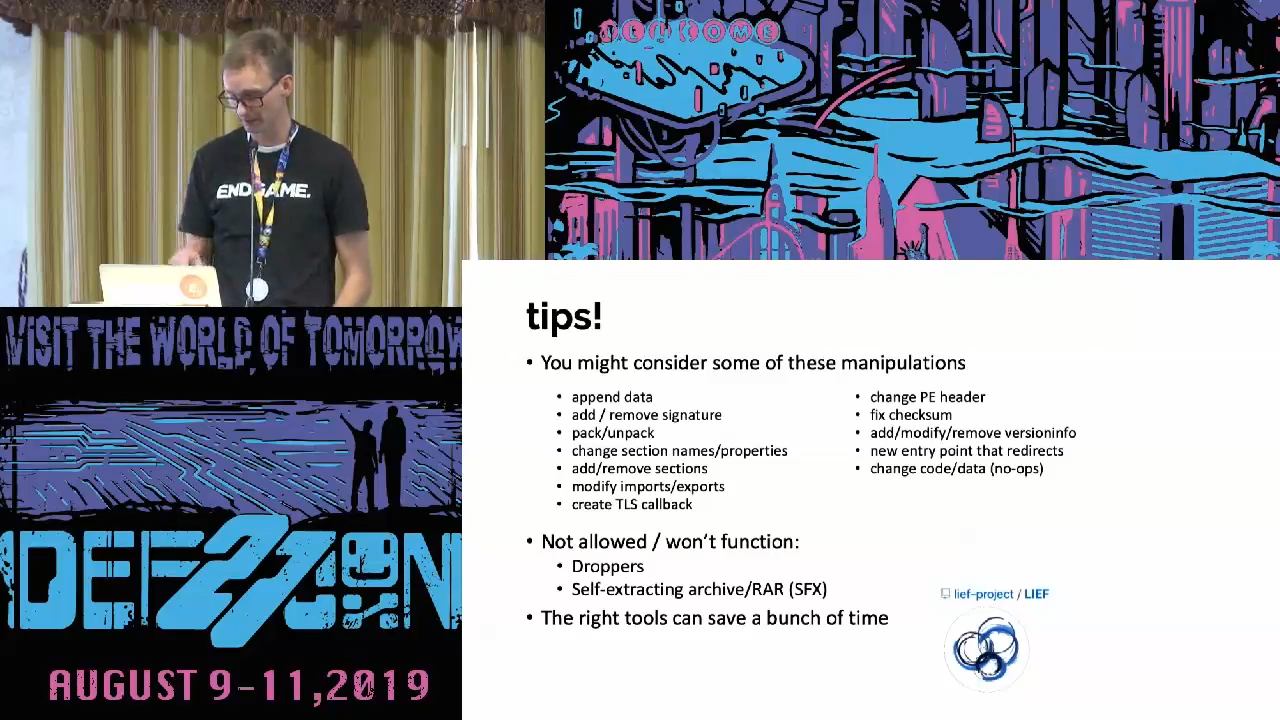 WELCOME
ENDGAME.
VISIT THE WORLD OF TOMORROW
DEF CON
27
AUGUST 9-11,2019
tips!
• You might consider some of these manipulations
• append data
• add / remove signature
• pack/unpack
• change section names/properties
• add/remove sections
• modify imports/exports
• create TLS callback
• change PE header
• fix checksum
• add/modify/remove versioninfo
• new entry point that redirects
• change code/data (no-ops)
• Not allowed / won't function:
• Droppers
• Self-extracting archive/RAR (SFX)
• The right tools can save a bunch of time
lief-project / LIEF